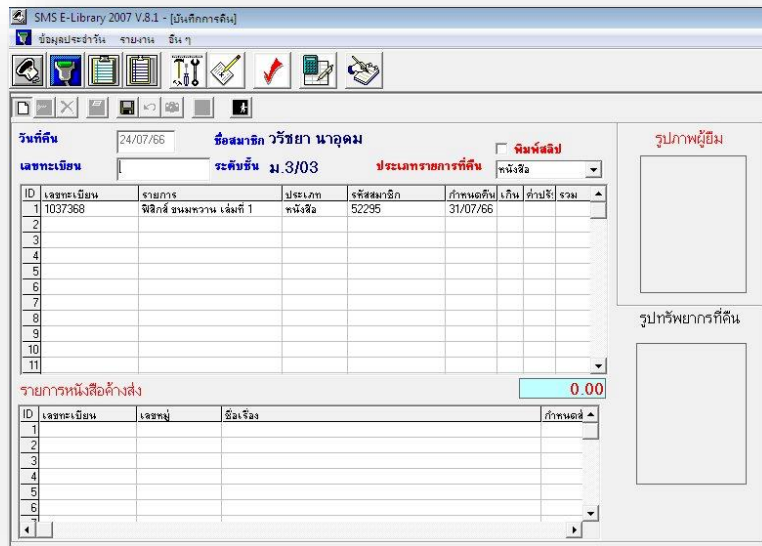 SMS E-Library 2007 V.8.1 - [บันทึกการคืน]
ข้อมูลประจำวัน รายงาน อื่น ๆ
วันที่คืน 24/07/66 ชื่อสมาชิก วริชยา นาอุดม พิมพ์สลิป รูปภาพผู้ยืม
เลขทะเบียน ระดับชั้น ม.3/03 ประเภทรายการที่คืน หนังสือ
ID เลขทะเบียน รายการ ประเภท รหัสสมาชิก กำหนดคืน เกิน ค่าปรับ รวม
1 1037368 ฟิสิกส์ ขนมหวาน เล่มที่ 1 หนังสือ 52295 31/07/66
2
3
4
5
6
7
8
9
10
11
รูปทรัพยากรที่คืน
รายการหนังสือค้างส่ง 0.00
ID เลขทะเบียน เลขหมู่ ชื่อเรื่อง กำหนดส่
1
2
3
4
5
6